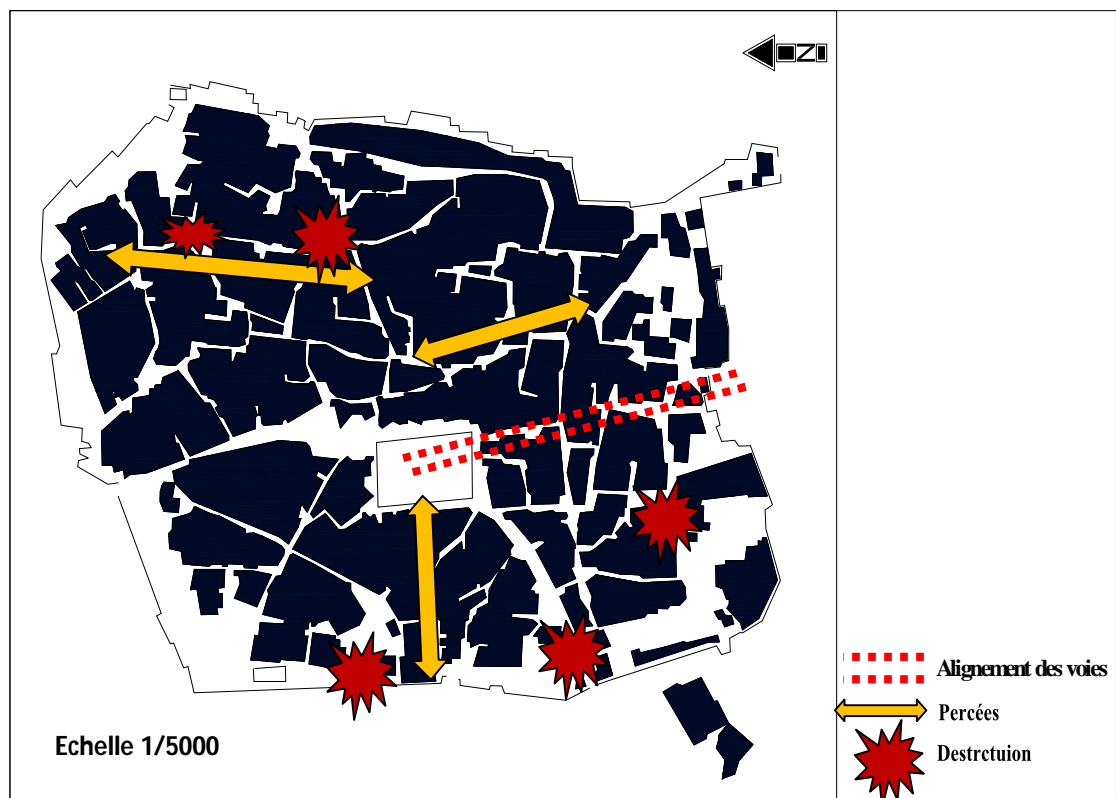 N
Alignement des voies
Percées
Destrctuion
Echelle 1/5000